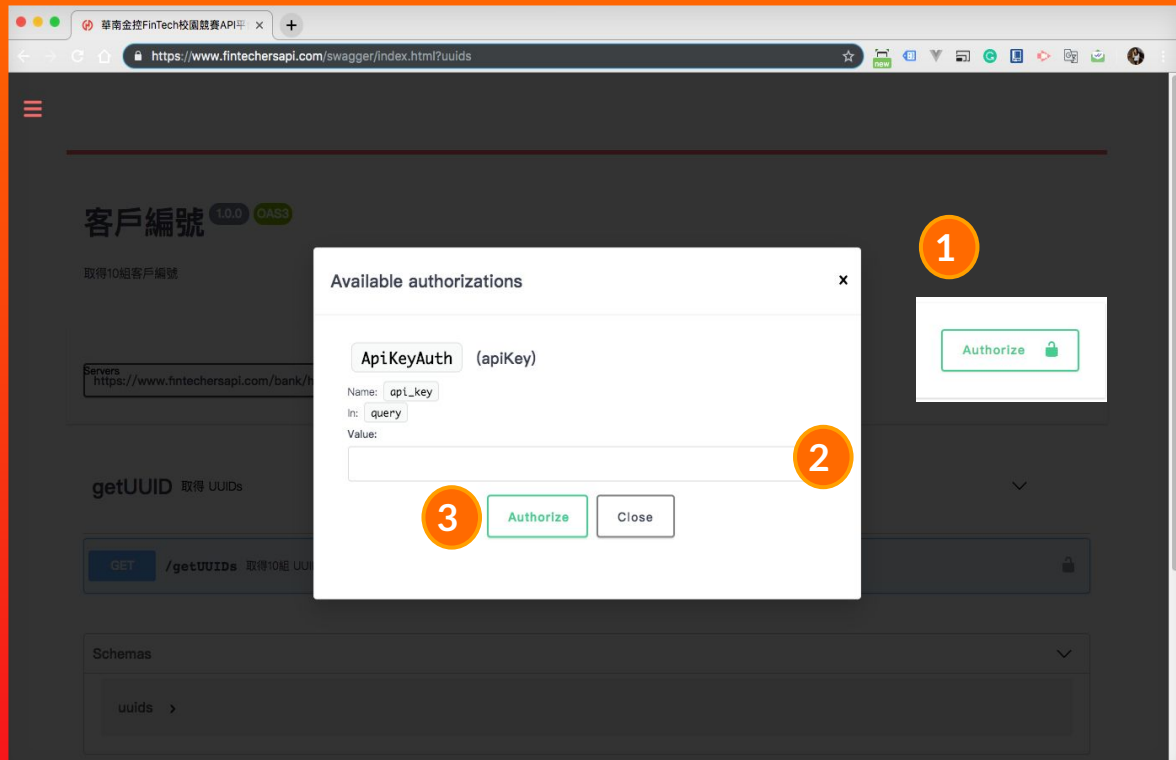 華南金控FinTech校園競賽API平
https://www.fintechersapi.com/swagger/index.html?uuids
new
客戶編號 1.0.0 OAS3
取得10組客戶編號
1
Available authorizations x
Authorize
ApiKeyAuth (apiKey)
Servers
https://www.fintechersapi.com/bank/h
Name: api_key
In: query
Value:
2
getUUID 取得 UUIDs
3 Authorize Close
GET /getUUIDs 取得10組 UUI
Schemas
uuids